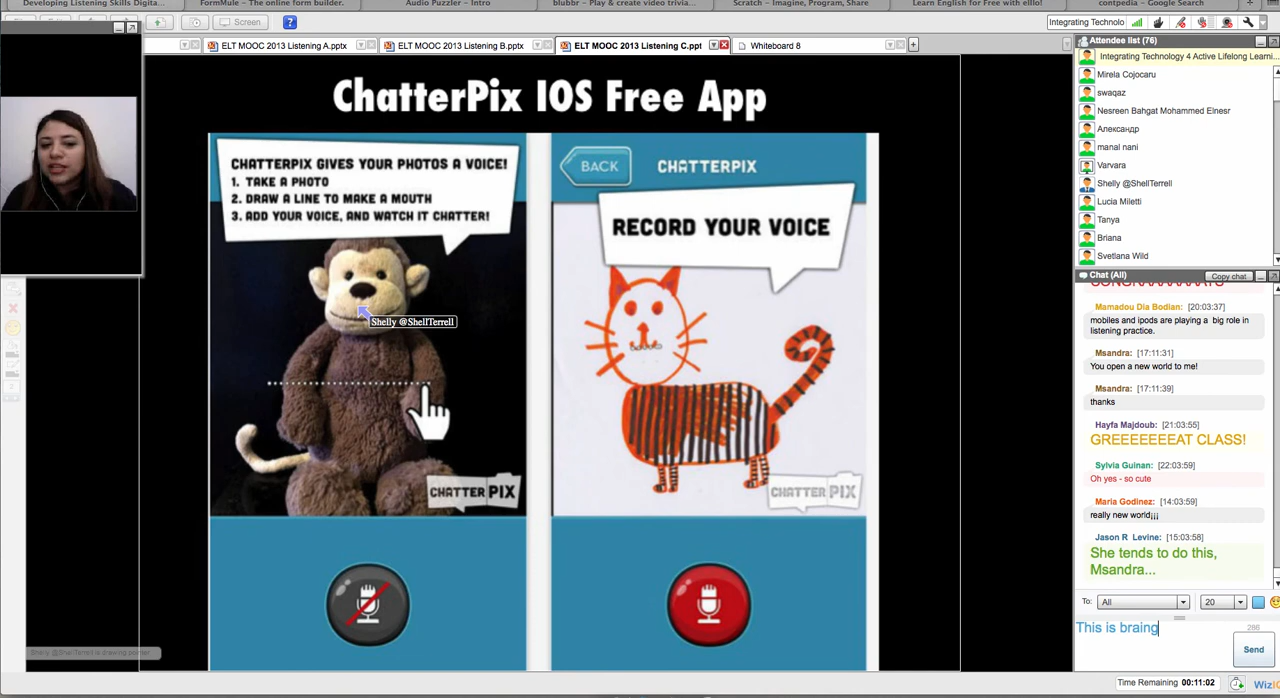 Developing Listening Skills Digita...
FormMule - The online form builder.
Audio Puzzler - Intro
blubbr - Play & create video trivia...
Scratch - Imagine, Program, Share
Learn English For Free with elllo!
contpedia - Google Search
Screen
Integrating Technolo
ELT MOOC 2013 Listening A.pptx
ELT MOOC 2013 Listening B.pptx
ELT MOOC 2013 Listening C.ppt
Whiteboard 8
ChatterPix IOS Free App
CHATTERPIX GIVES YOUR PHOTOS A VOICE!
1. TAKE A PHOTO
2. DRAW A LINE TO MAKE A MOUTH
3. ADD YOUR VOICE, AND WATCH IT CHATTER!
Shelly @ShellTerrell
CHATTER PIX
BACK
CHATTERPIX
RECORD YOUR VOICE
CHATTER PIX
Shelly @ShellTerrell is drawing pointer
Attendee list (76)
Integrating Technology 4 Active Lifelong Learni...
Mirela Cojocaru
swaqaz
Nesreen Bahgat Mohammed Elnesr
Александр
manal nani
Varvara
Shelly @ShellTerrell
Lucia Miletti
Tanya
Briana
Svetlana Wild
Chat (All)
Copy chat
Mamadou Dia Bodian: [20:03:37]
mobiles and ipods are playing a big role in
listening practice.
Msandra: [17:11:31]
You open a new world to me!
Msandra: [17:11:39]
thanks
Hayfa Majdoub: [21:03:55]
GREEEEEEEAT CLASS!
Sylvia Guinan: [22:03:59]
Oh yes - so cute
Maria Godinez: [14:03:59]
really new world¡¡¡
Jason R Levine: [15:03:58]
She tends to do this,
Msandra...
To: All 20
This is braing
286
Send
Time Remaining 00:11:02
WizIQ